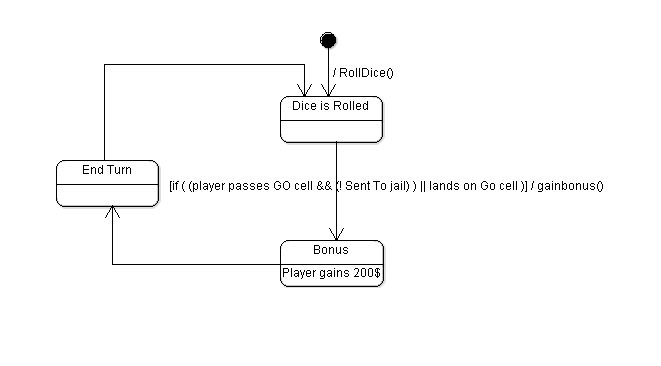 / RollDice()
Dice is Rolled
End Turn
[if ( (player passes GO cell && (! Sent To jail) ) || lands on Go cell )] / gainbonus()
Bonus
Player gains 200$